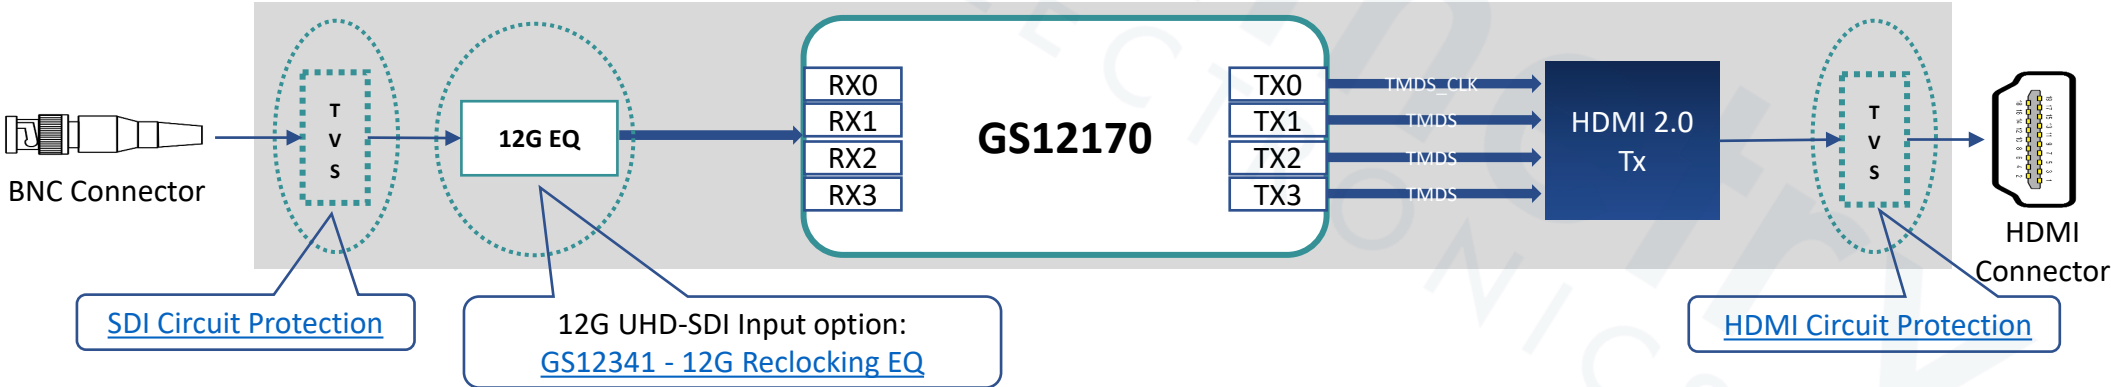 BNC Connector
T
V
S
12G EQ
RX0
RX1
RX2
RX3
GS12170
TX0
TX1
TX2
TX3
TMDS_CLK
TMDS
TMDS
TMDS
HDMI 2.0
Tx
T
V
S
HDMI
Connector
SDI Circuit Protection
12G UHD-SDI Input option:
GS12341 - 12G Reclocking EQ
HDMI Circuit Protection